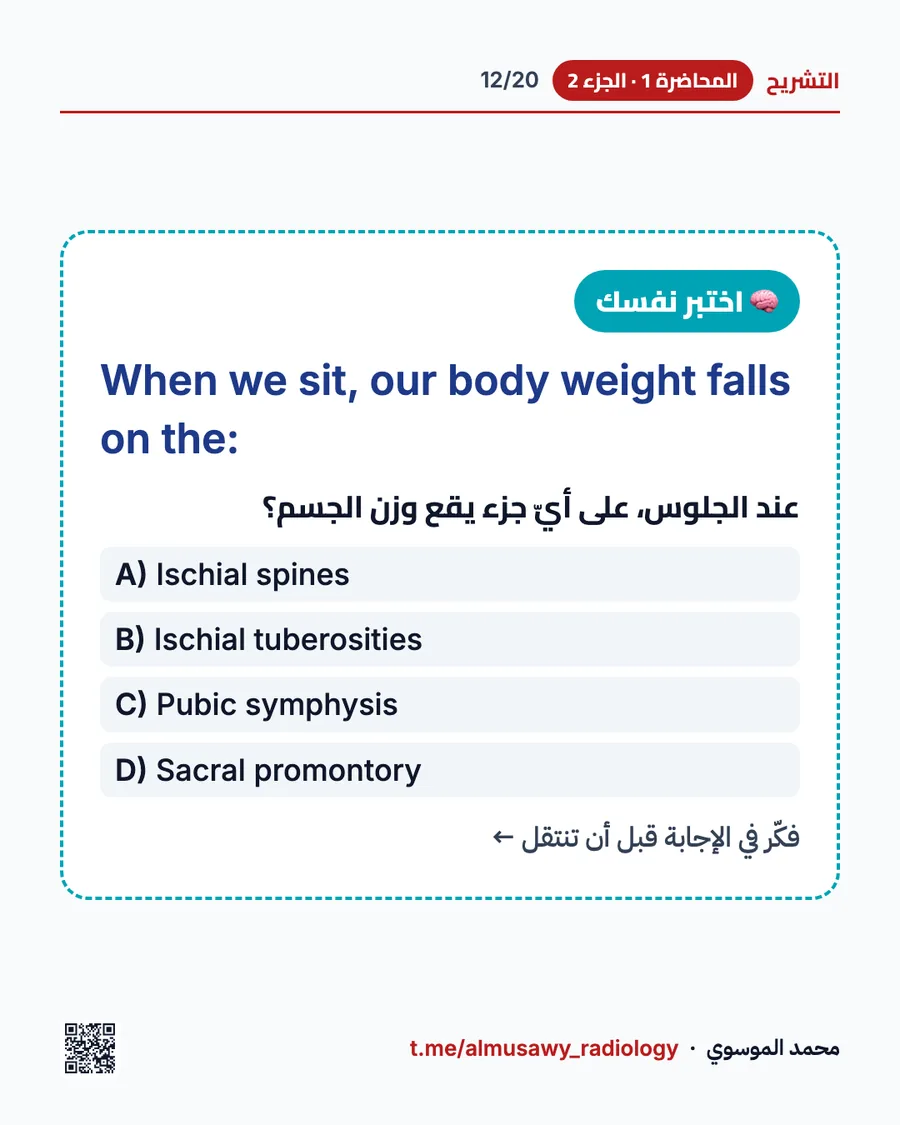 التشريح المحاضرة 1 · الجزء 2 12/20
🧠 اختبر نفسك
When we sit, our body weight falls
on the:
عند الجلوس، على أيّ جزء يقع وزن الجسم؟
A) Ischial spines
B) Ischial tuberosities
C) Pubic symphysis
D) Sacral promontory
فكّر في الإجابة قبل أن تنتقل ←
محمد الموسوي · t.me/almusawy_radiology